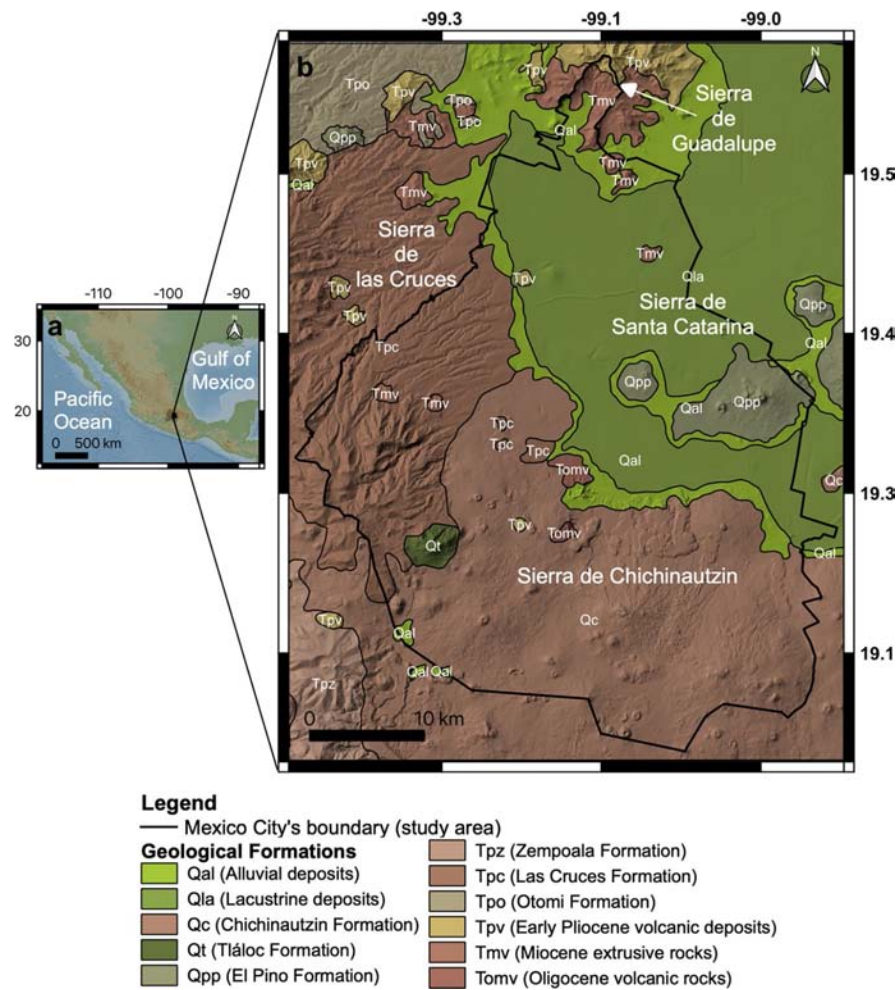 -99.3 -99.1 -99.0
b
N
Tpo
Tpv
Tpv
Tpv
Tpo
Tpo
Tmv
Tmv
Sierra
de
Guadalupe
Qpp
Qal
Tpv
Qal
Tmv
Tmv
Tmv
19.5
Sierra
de
las Cruces
Tmv
Qla
Tpv
Tpv
Tpv
Sierra de
Santa Catarina
Qpp
Qal
19.4
Tpc
Tmv
Tmv
Qpp
Qal
Qpp
Tpc
Tpc
Tpc
Tomv
Qal
Qc
19.3
Tpv
Tomv
Qt
Qal
Sierra de Chichinautzin
Tpv
Qal
Qc
19.1
Qal
Qal
Tpz
0 10 km
-110 -100 -90
a
N
30
20
Gulf of
Mexico
Pacific
Ocean
0 500 km
Legend
Mexico City's boundary (study area)
Geological Formations
Qal (Alluvial deposits)
Qla (Lacustrine deposits)
Qc (Chichinautzin Formation)
Qt (Tláloc Formation)
Qpp (El Pino Formation)
Tpz (Zempoala Formation)
Tpc (Las Cruces Formation)
Tpo (Otomi Formation)
Tpv (Early Pliocene volcanic deposits)
Tmv (Miocene extrusive rocks)
Tomv (Oligocene volcanic rocks)